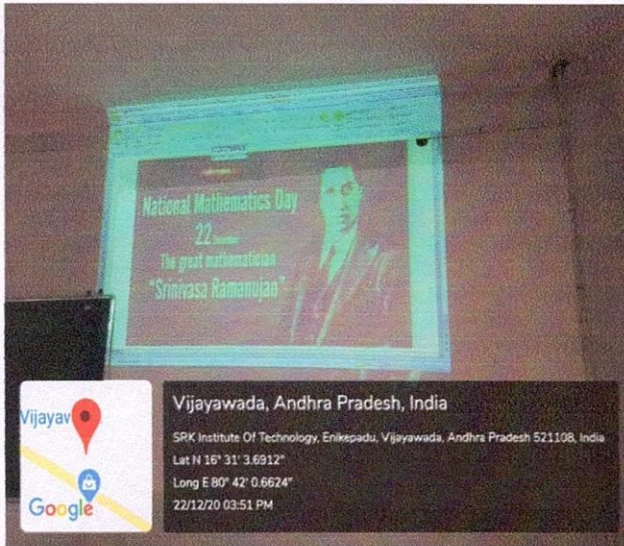 National Mathematics Day
22 December
The great mathematician
"Srinivasa Ramanujan"
Vijayawada, Andhra Pradesh, India
SRK Institute Of Technology, Enikepadu, Vijayawada, Andhra Pradesh 521108, India
Lat N 16° 31' 3.6912"
Long E 80° 42' 0.6624"
22/12/20 03:51 PM
Vijayav
Google